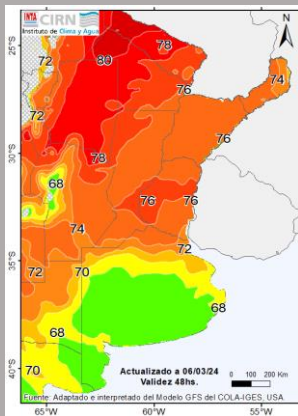 INTA CIRN
Instituto de Clima y Agua
N
25°S
30°S
35°S
40°S
72
80
78
76
74
72
76
78
68
76
76
74
72
72
70
68
70
68
Actualizado a 06/03/24
Validez 48hs.
0 100 200 Km
65°W
60°W
55°W
Fuente: Adaptado e interpretado del Modelo GFS del COLA-IGES, USA.